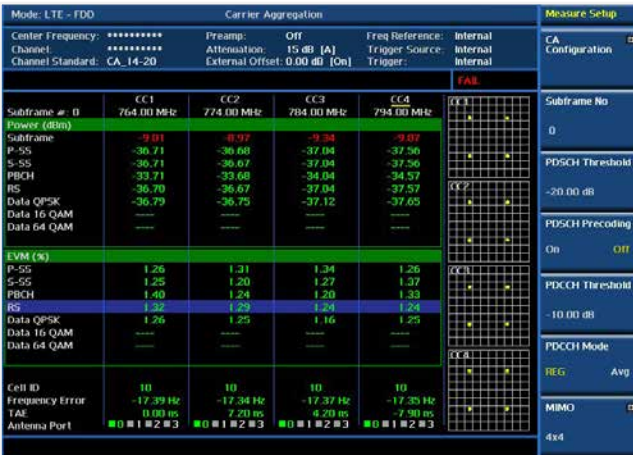 Mode: LTE - FDD Carrier Aggregation Measure Setup
Center Frequency: ********** Preamp: Off Freq Reference: Internal
Channel: ********** Attenuation: 15 dB [A] Trigger Source: Internal
Channel Standard: CA_14-20 External Offset: 0.00 dB [On] Trigger: Internal
CA Configuration
FAIL
CC1 CC2 CC3 CC4
Subframe #: 0 764.00 MHz 774.00 MHz 784.00 MHz 794.00 MHz
Power (dBm)
Subframe -9.01 -8.97 -9.34 -9.07
P-SS -36.71 -36.68 -37.04 -37.56
S-SS -36.71 -36.67 -37.04 -37.56
PBCH -33.71 -33.68 -34.04 -34.57
RS -36.70 -36.67 -37.04 -37.57
Data QPSK -36.79 -36.75 -37.12 -37.65
Data 16 QAM ---- ---- ---- ----
Data 64 QAM ---- ---- ---- ----
EVM (%)
P-SS 1.26 1.31 1.34 1.26
S-SS 1.25 1.20 1.27 1.37
PBCH 1.40 1.24 1.20 1.33
RS 1.32 1.29 1.24 1.24
Data QPSK 1.26 1.25 1.16 1.25
Data 16 QAM ---- ---- ---- ----
Data 64 QAM ---- ---- ---- ----
Cell ID 10 10 10 10
Frequency Error -17.39 Hz -17.34 Hz -17.37 Hz -17.35 Hz
TAE 0.00 ns 7.20 ns 4.20 ns -7.90 ns
Antenna Port 0 1 2 3 0 1 2 3 0 1 2 3 0 1 2 3
CC1
CC2
CC3
CC4
Subframe No
0
PDSCH Threshold
-20.00 dB
PDSCH Precoding
On Off
PDCCH Threshold
-10.00 dB
PDCCH Mode
REG Avg
MIMO
4x4